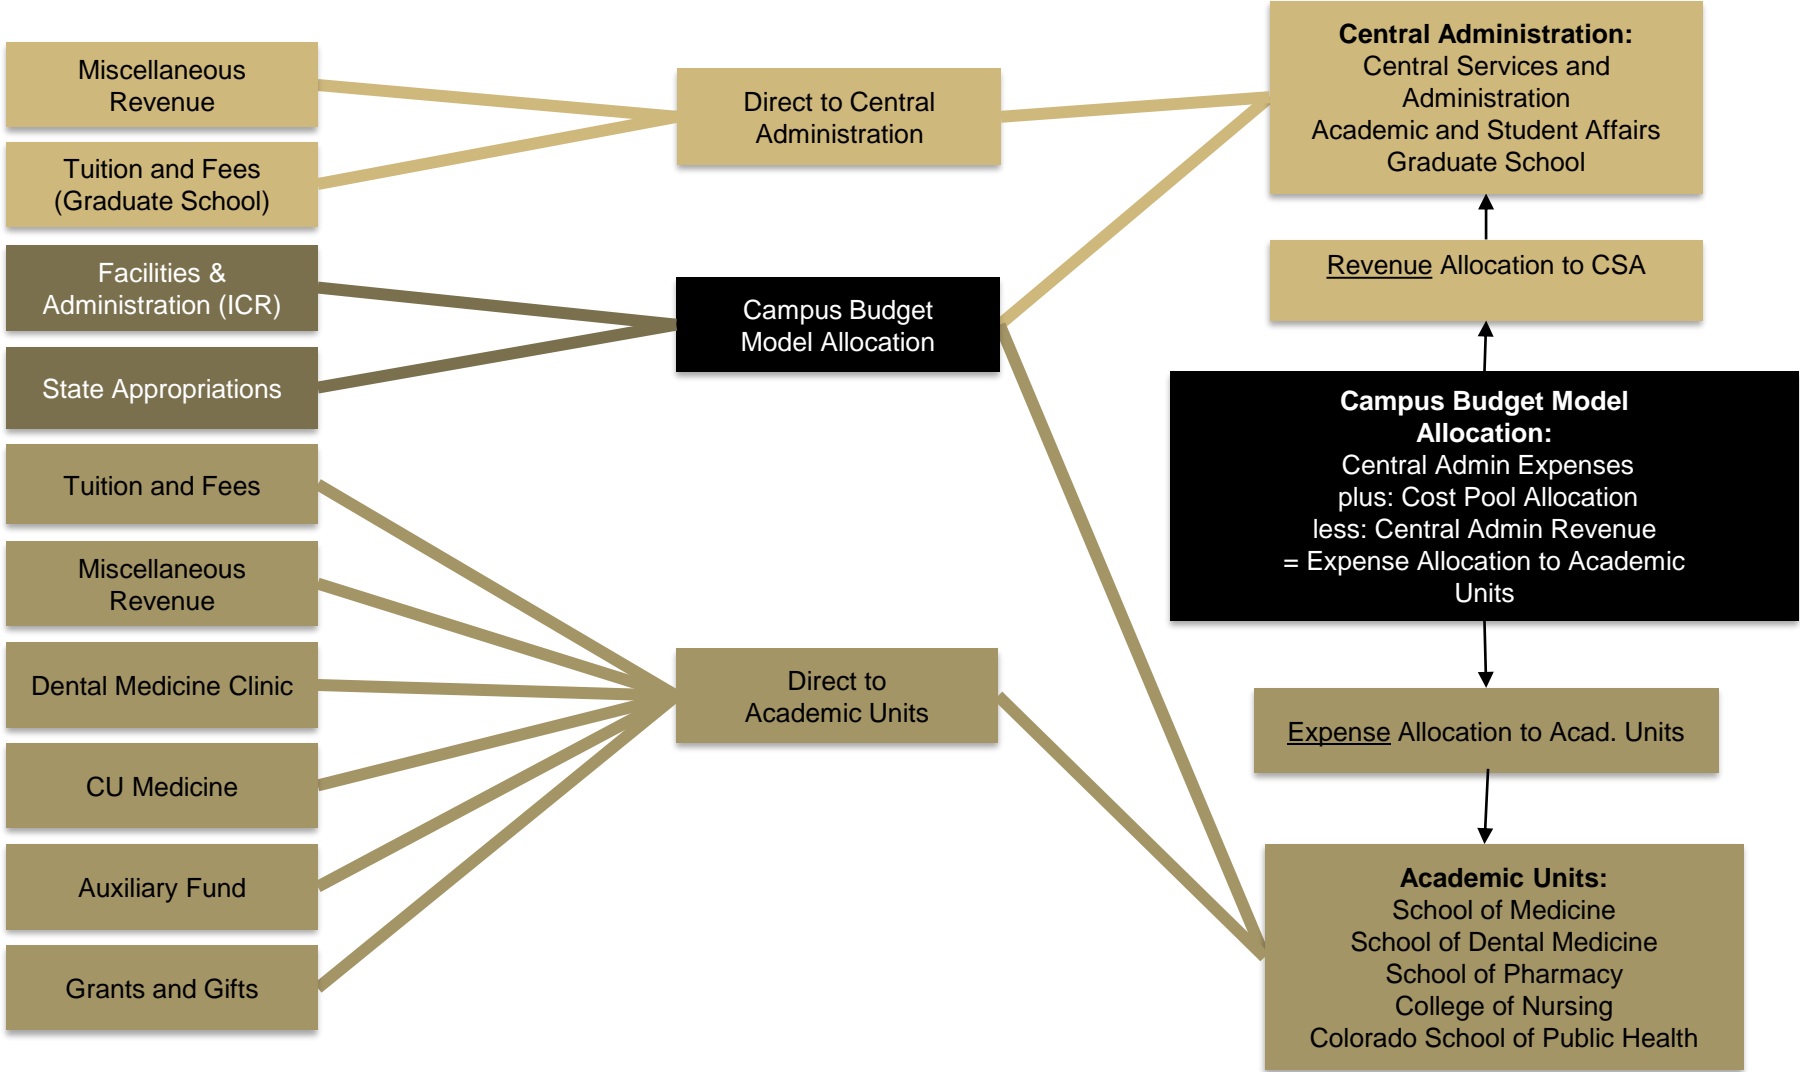 Miscellaneous
Revenue
Tuition and Fees
(Graduate School)
Facilities &
Administration (ICR)
State Appropriations
Tuition and Fees
Miscellaneous
Revenue
Dental Medicine Clinic
CU Medicine
Auxiliary Fund
Grants and Gifts
Direct to Central
Administration
Campus Budget
Model Allocation
Direct to
Academic Units
Central Administration:
Central Services and
Administration
Academic and Student Affairs
Graduate School
Revenue Allocation to CSA
Campus Budget Model
Allocation:
Central Admin Expenses
plus: Cost Pool Allocation
less: Central Admin Revenue
= Expense Allocation to Academic
Units
Expense Allocation to Acad. Units
Academic Units:
School of Medicine
School of Dental Medicine
School of Pharmacy
College of Nursing
Colorado School of Public Health